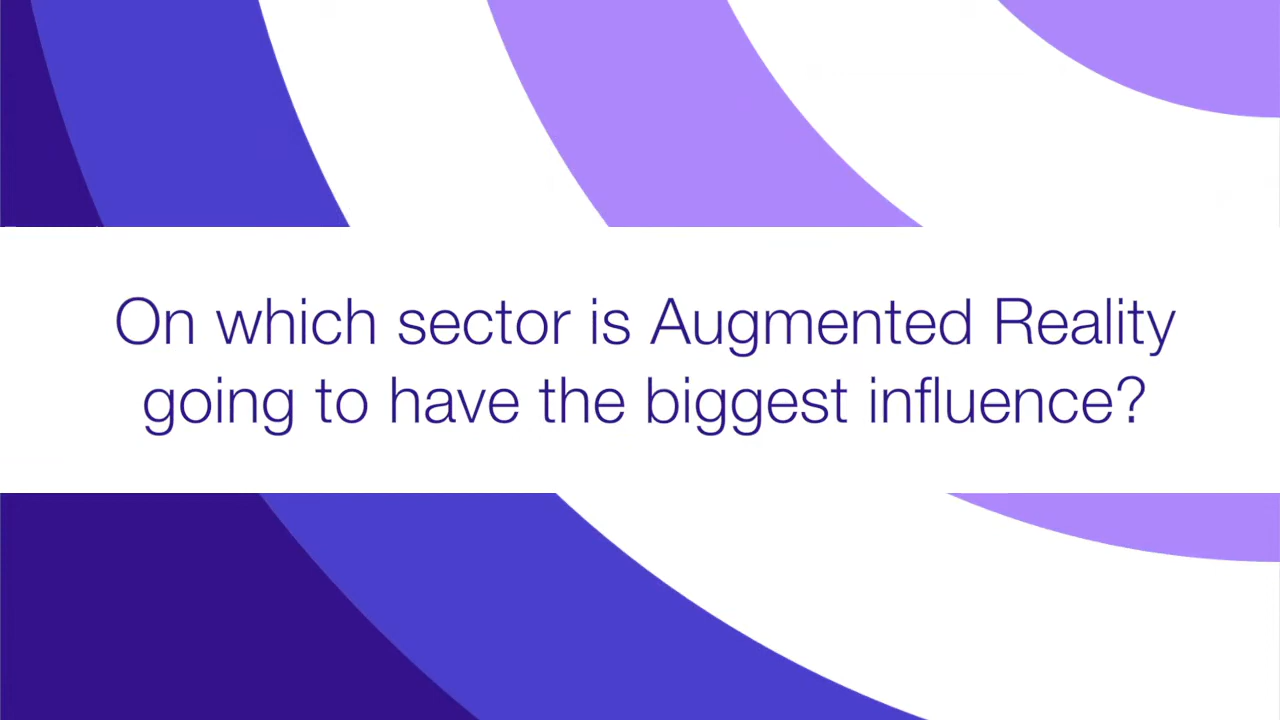 On which sector is Augmented Reality
going to have the biggest influence?